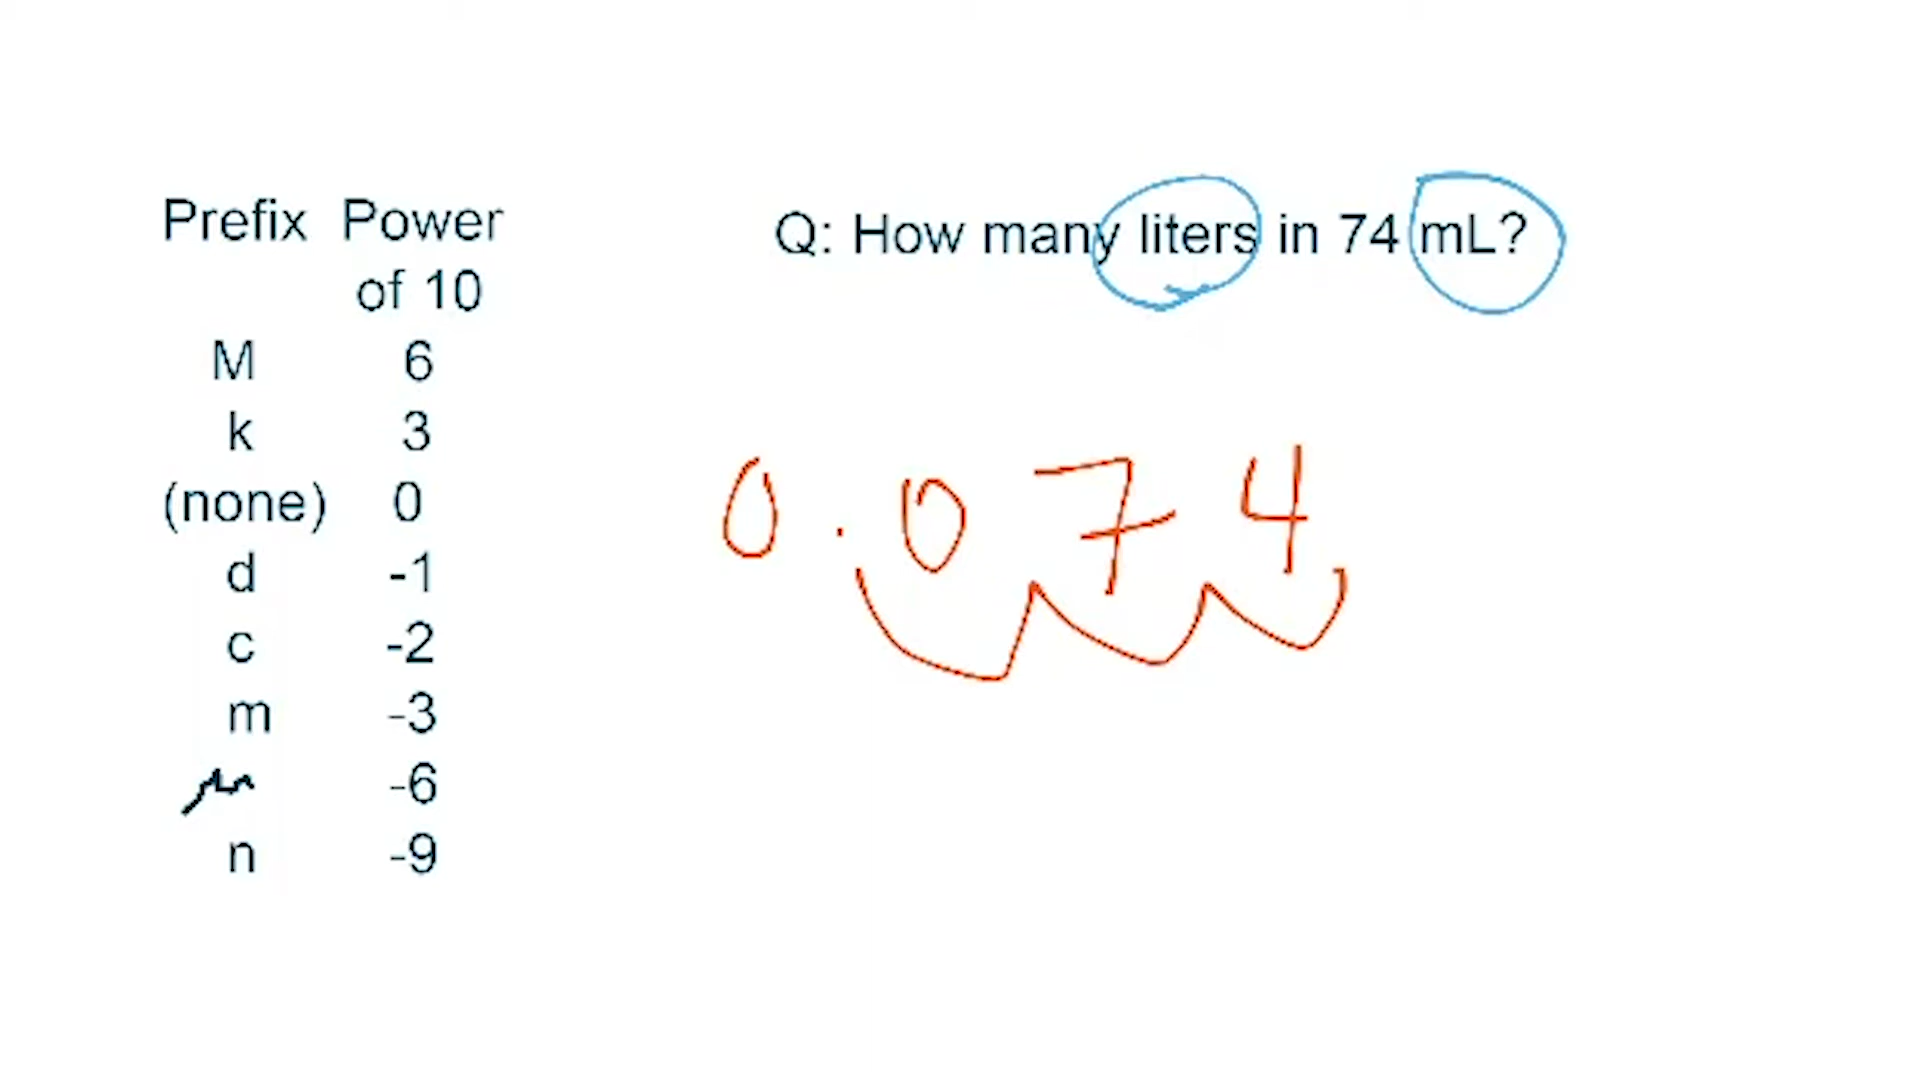 Prefix Power
of 10
M 6
k 3
(none) 0
d -1
c -2
m -3
μ -6
n -9
Q: How many liters in 74 mL?
0.074